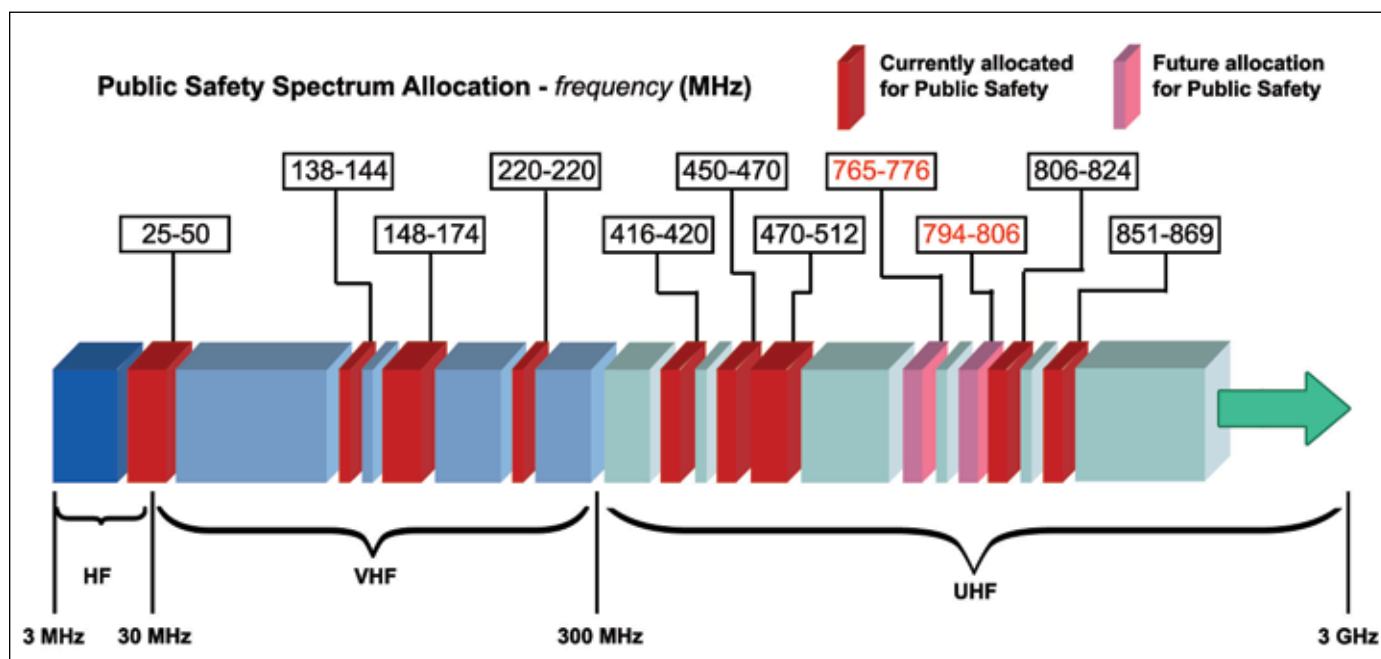 Public Safety Spectrum Allocation - frequency (MHz)
Currently allocated
for Public Safety
Future allocation
for Public Safety
138-144
220-220
450-470
765-776
806-824
25-50
148-174
416-420
470-512
794-806
851-869
HF
VHF
UHF
3 MHz
30 MHz
300 MHz
3 GHz